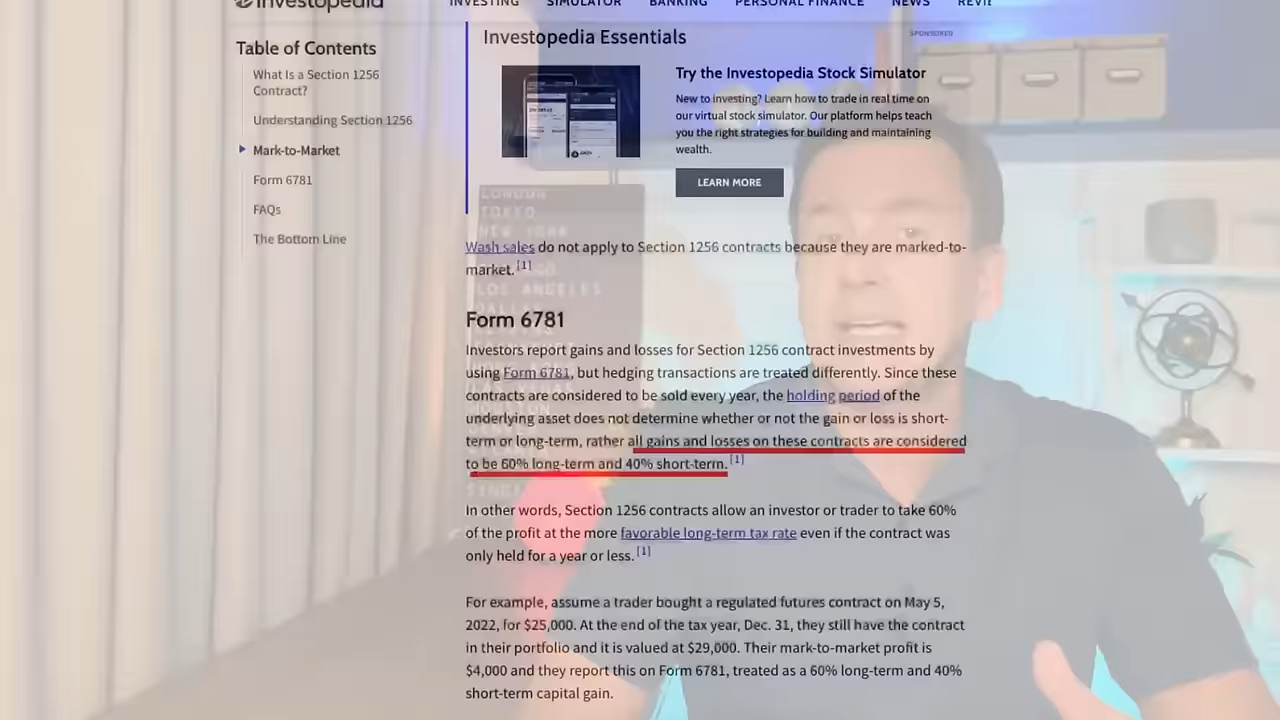 Investopedia
INVESTING SIMULATOR BANKING PERSONAL FINANCE NEWS
Table of Contents
What Is a Section 1256
Contract?
Understanding Section 1256
Mark-to-Market
Form 6781
FAQs
The Bottom Line
Investopedia Essentials
SPONSORED
Try the Investopedia Stock Simulator
New to investing? Learn how to trade in real time on
our virtual stock simulator. Our platform helps teach
you the right strategies for building and maintaining
wealth.
LEARN MORE
LONDON
TOKYO
NEW YORK
LOS ANGELES
Wash sales do not apply to Section 1256 contracts because they are marked-to-
market. [1]
Form 6781
Investors report gains and losses for Section 1256 contract investments by
using Form 6781, but hedging transactions are treated differently. Since these
contracts are considered to be sold every year, the holding period of the
underlying asset does not determine whether or not the gain or loss is short-
term or long-term, rather all gains and losses on these contracts are considered
to be 60% long-term and 40% short-term. [1]
In other words, Section 1256 contracts allow an investor or trader to take 60%
of the profit at the more favorable long-term tax rate even if the contract was
only held for a year or less. [1]
For example, assume a trader bought a regulated futures contract on May 5,
2022, for $25,000. At the end of the tax year, Dec. 31, they still have the contract
in their portfolio and it is valued at $29,000. Their mark-to-market profit is
$4,000 and they report this on Form 6781, treated as a 60% long-term and 40%
short-term capital gain.